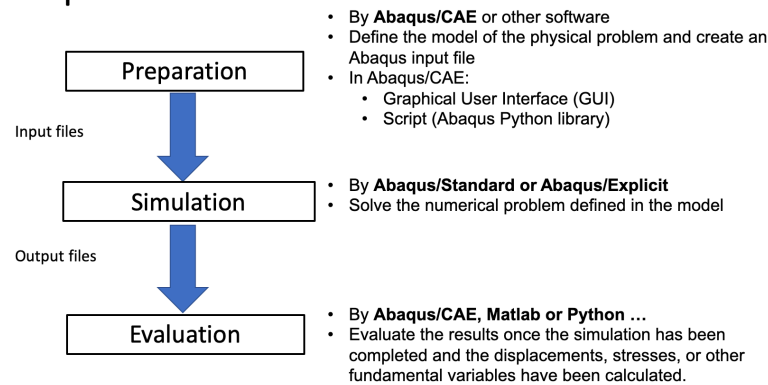 • By Abaqus/CAE or other software
• Define the model of the physical problem and create an
Abaqus input file
• In Abaqus/CAE:
• Graphical User Interface (GUI)
• Script (Abaqus Python library)
Preparation
Input files
Simulation
• By Abaqus/Standard or Abaqus/Explicit
• Solve the numerical problem defined in the model
Output files
Evaluation
• By Abaqus/CAE, Matlab or Python …
• Evaluate the results once the simulation has been
completed and the displacements, stresses, or other
fundamental variables have been calculated.